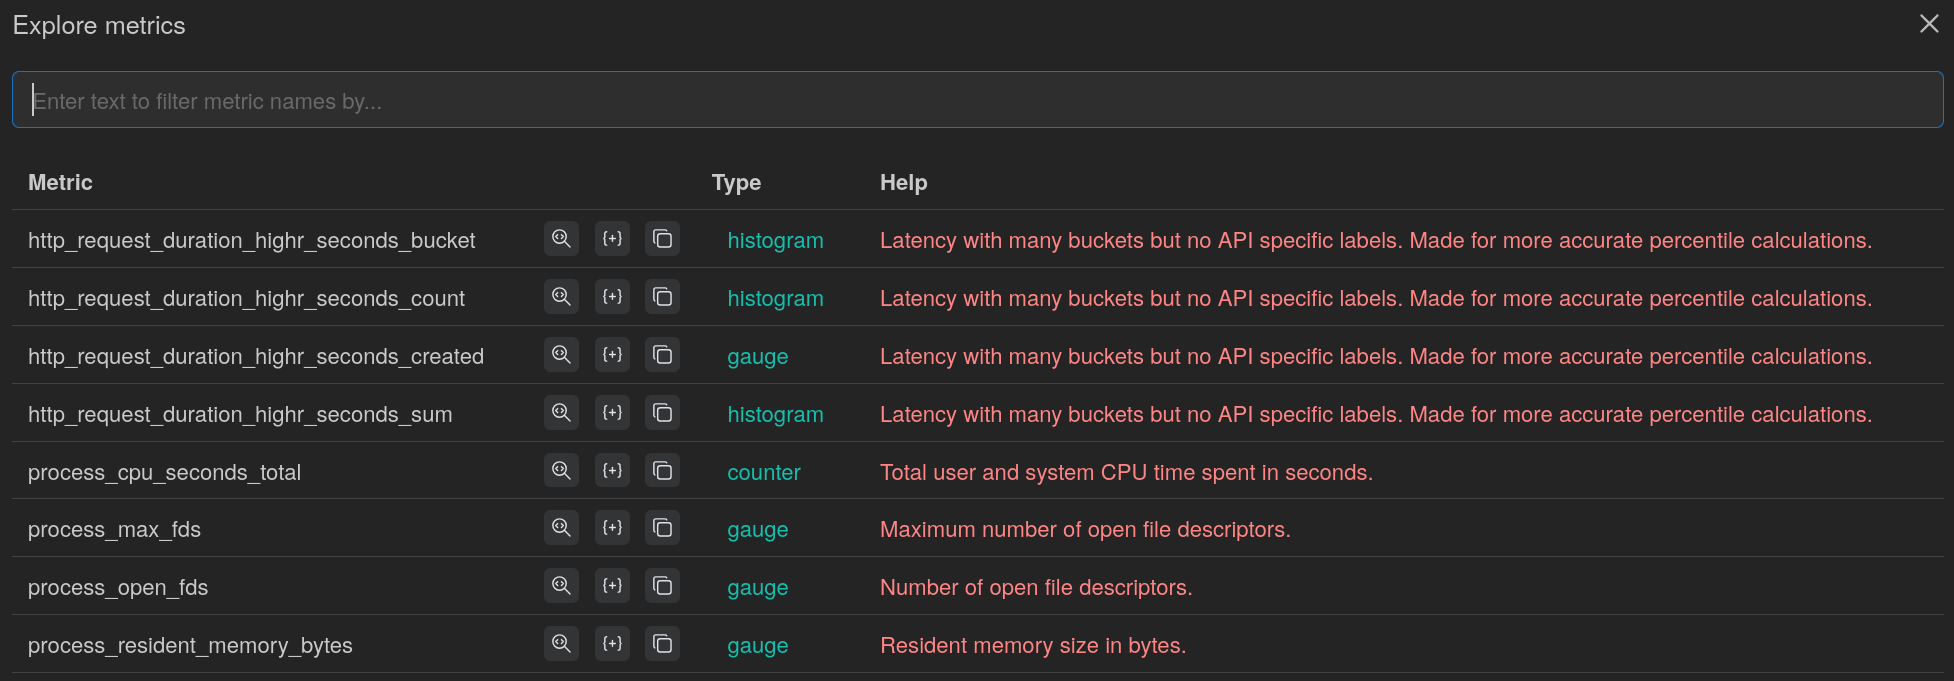 Explore metrics
Enter text to filter metric names by...
Metric Type Help
http_request_duration_highr_seconds_bucket {+} histogram Latency with many buckets but no API specific labels. Made for more accurate percentile calculations.
http_request_duration_highr_seconds_count {+} histogram Latency with many buckets but no API specific labels. Made for more accurate percentile calculations.
http_request_duration_highr_seconds_created {+} gauge Latency with many buckets but no API specific labels. Made for more accurate percentile calculations.
http_request_duration_highr_seconds_sum {+} histogram Latency with many buckets but no API specific labels. Made for more accurate percentile calculations.
process_cpu_seconds_total {+} counter Total user and system CPU time spent in seconds.
process_max_fds {+} gauge Maximum number of open file descriptors.
process_open_fds {+} gauge Number of open file descriptors.
process_resident_memory_bytes {+} gauge Resident memory size in bytes.